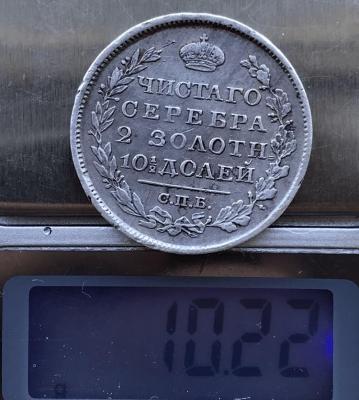 ЧИСТАГО
СЕРЕБРА
2 ЗОЛОТН
10½ ДОЛЕЙ
С.П.Б.
10.22